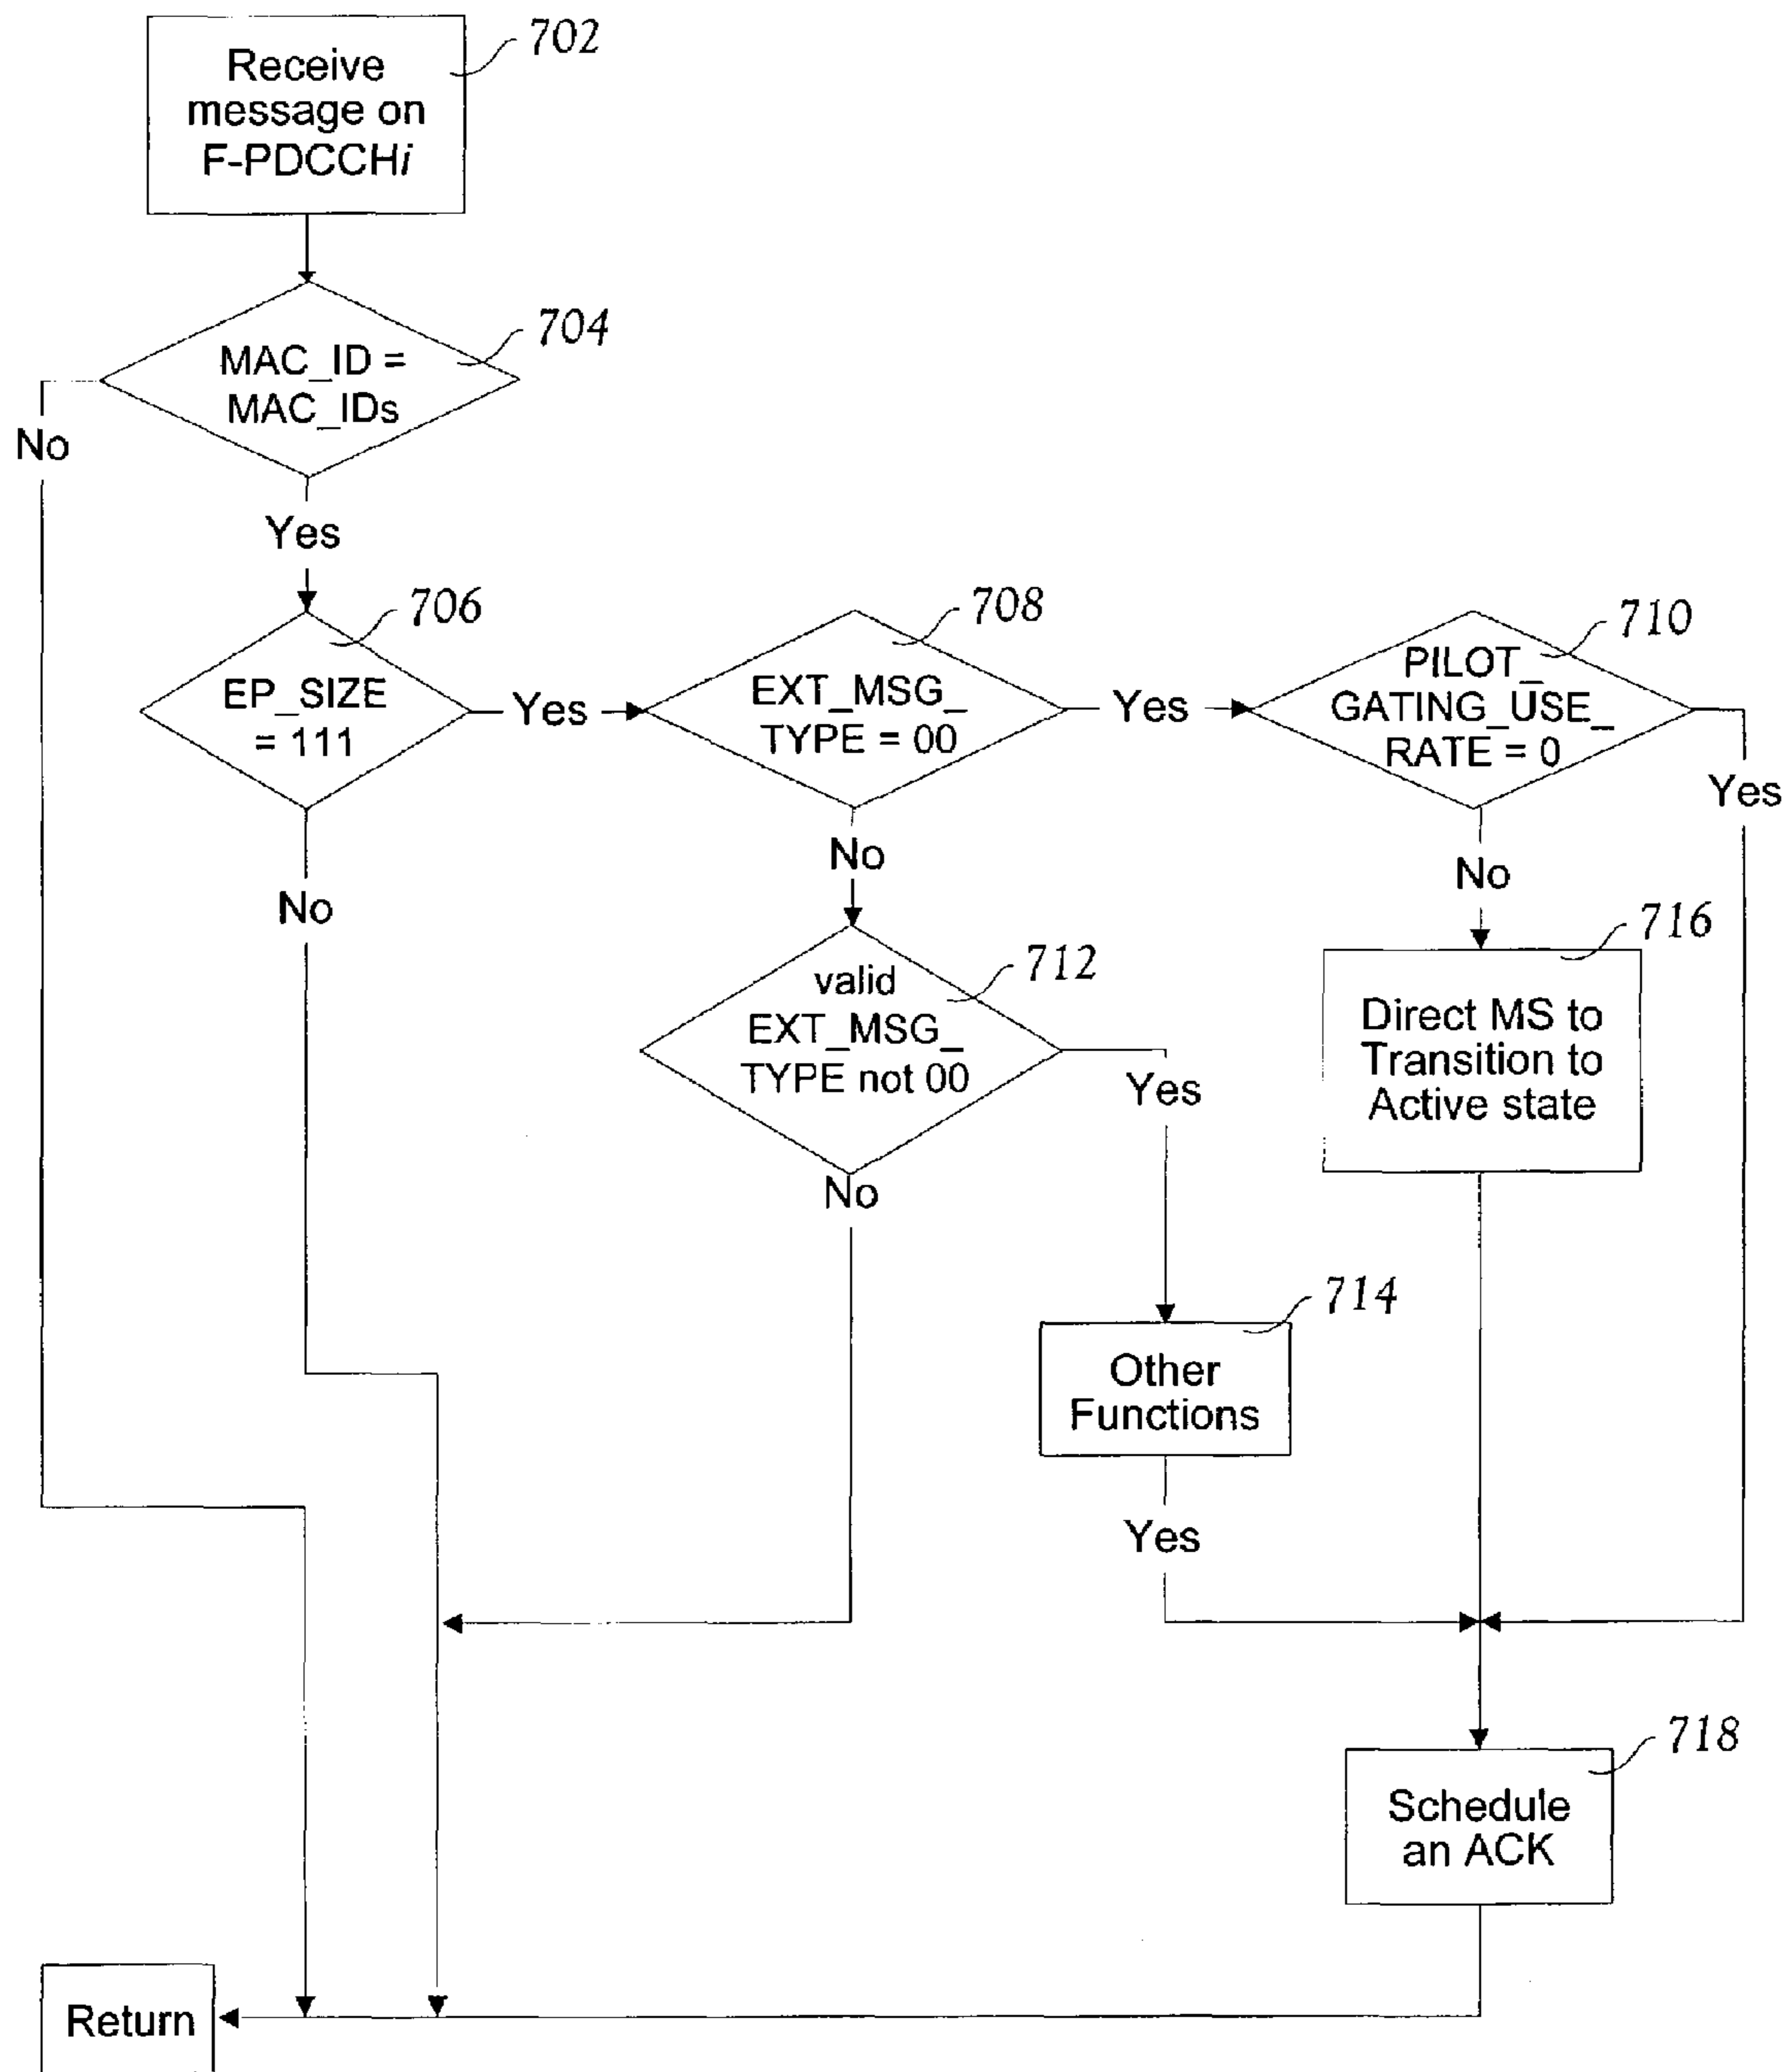 Receive
message on
F-PDCCHi
702
MAC_ID =
MAC_IDs
704
No
Yes
EP_SIZE
= 111
706
Yes
No
EXT_MSG_
TYPE = 00
708
Yes
No
PILOT_
GATING_USE_
RATE = 0
710
Yes
No
valid
EXT_MSG_
TYPE not 00
712
Yes
No
Direct MS to
Transition to
Active state
716
Other
Functions
714
Yes
Schedule
an ACK
718
Return